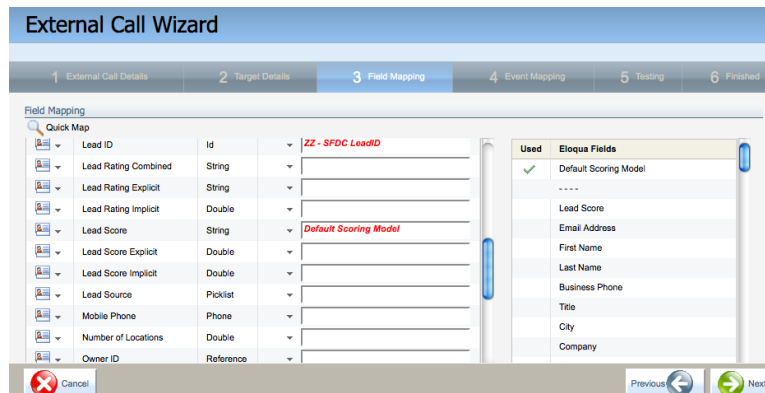 External Call Wizard
1 External Call Details 2 Target Details 3 Field Mapping 4 Event Mapping 5 Testing 6 Finished
Field Mapping
Quick Map
Lead ID Id ZZ - SFDC LeadID
Lead Rating Combined String
Lead Rating Explicit String
Lead Rating Implicit Double
Lead Score String Default Scoring Model
Lead Score Explicit Double
Lead Score Implicit Double
Lead Source Picklist
Mobile Phone Phone
Number of Locations Double
Owner ID Reference
Used Eloqua Fields
Default Scoring Model
----
Lead Score
Email Address
First Name
Last Name
Business Phone
Title
City
Company
Cancel Previous Next